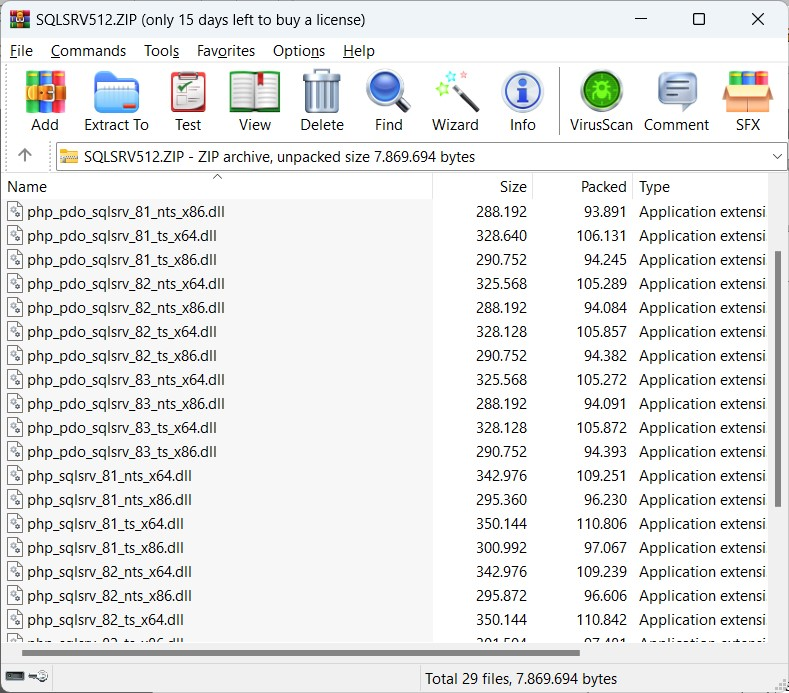 SQLSRV512.ZIP (only 15 days left to buy a license)
File Commands Tools Favorites Options Help
Add Extract To Test View Delete Find Wizard Info VirusScan Comment SFX
SQLSRV512.ZIP - ZIP archive, unpacked size 7.869.694 bytes
Name Size Packed Type
php_pdo_sqlsrv_81_nts_x86.dll 288.192 93.891 Application extensi
php_pdo_sqlsrv_81_ts_x64.dll 328.640 106.131 Application extensi
php_pdo_sqlsrv_81_ts_x86.dll 290.752 94.245 Application extensi
php_pdo_sqlsrv_82_nts_x64.dll 325.568 105.289 Application extensi
php_pdo_sqlsrv_82_nts_x86.dll 288.192 94.084 Application extensi
php_pdo_sqlsrv_82_ts_x64.dll 328.128 105.857 Application extensi
php_pdo_sqlsrv_82_ts_x86.dll 290.752 94.382 Application extensi
php_pdo_sqlsrv_83_nts_x64.dll 325.568 105.272 Application extensi
php_pdo_sqlsrv_83_nts_x86.dll 288.192 94.091 Application extensi
php_pdo_sqlsrv_83_ts_x64.dll 328.128 105.872 Application extensi
php_pdo_sqlsrv_83_ts_x86.dll 290.752 94.393 Application extensi
php_sqlsrv_81_nts_x64.dll 342.976 109.251 Application extensi
php_sqlsrv_81_nts_x86.dll 295.360 96.230 Application extensi
php_sqlsrv_81_ts_x64.dll 350.144 110.806 Application extensi
php_sqlsrv_81_ts_x86.dll 300.992 97.067 Application extensi
php_sqlsrv_82_nts_x64.dll 342.976 109.239 Application extensi
php_sqlsrv_82_nts_x86.dll 295.872 96.606 Application extensi
php_sqlsrv_82_ts_x64.dll 350.144 110.842 Application extensi
Total 29 files, 7.869.694 bytes